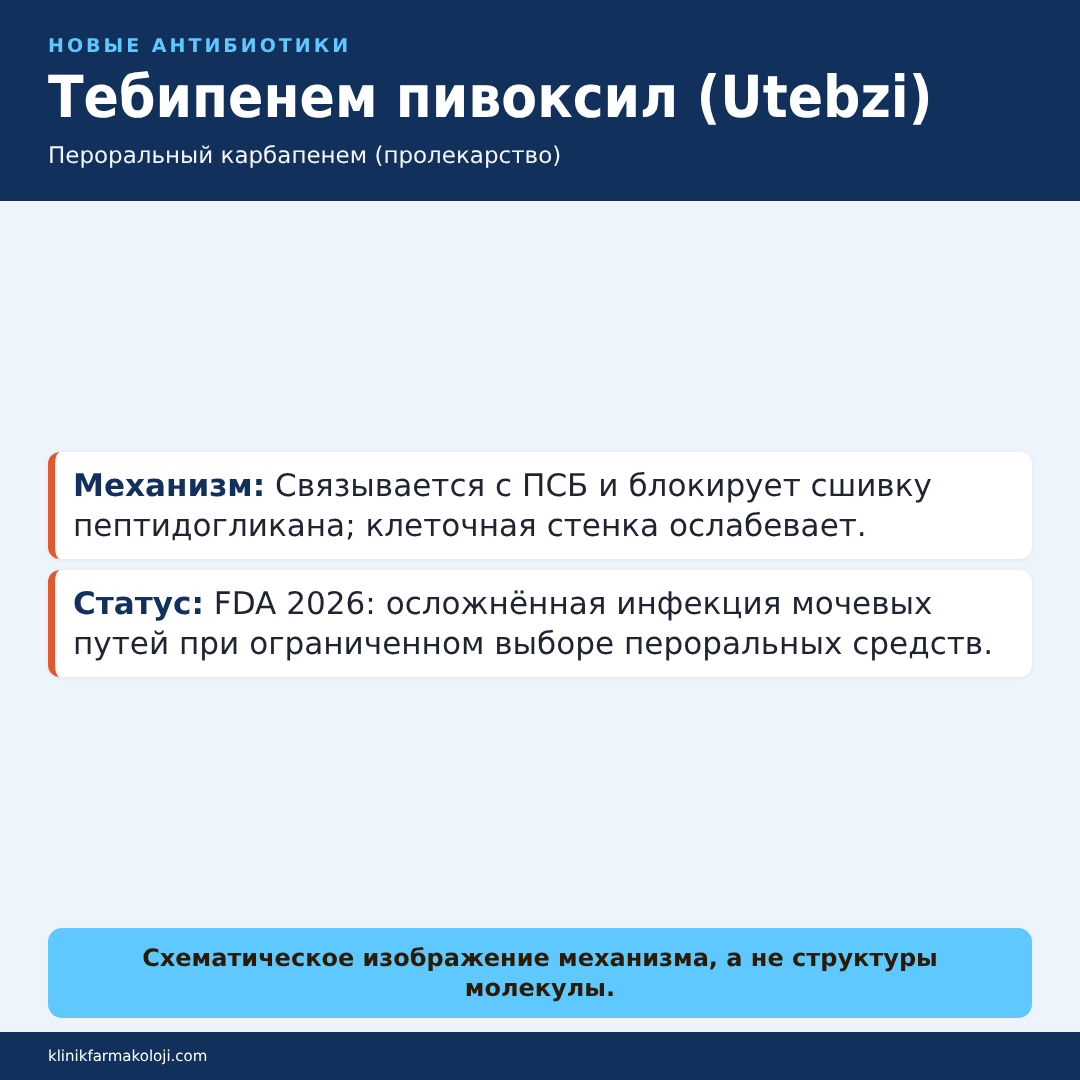 НОВЫЕ АНТИБИОТИКИ
Тебипенем пивоксил (Utebzi)
Пероральный карбапенем (пролекарство)
Механизм: Связывается с ПСБ и блокирует сшивку
пептидогликана; клеточная стенка ослабевает.
Статус: FDA 2026: осложнённая инфекция мочевых
путей при ограниченном выборе пероральных средств.
Схематическое изображение механизма, а не структуры
молекулы.
klinikfarmakoloji.com